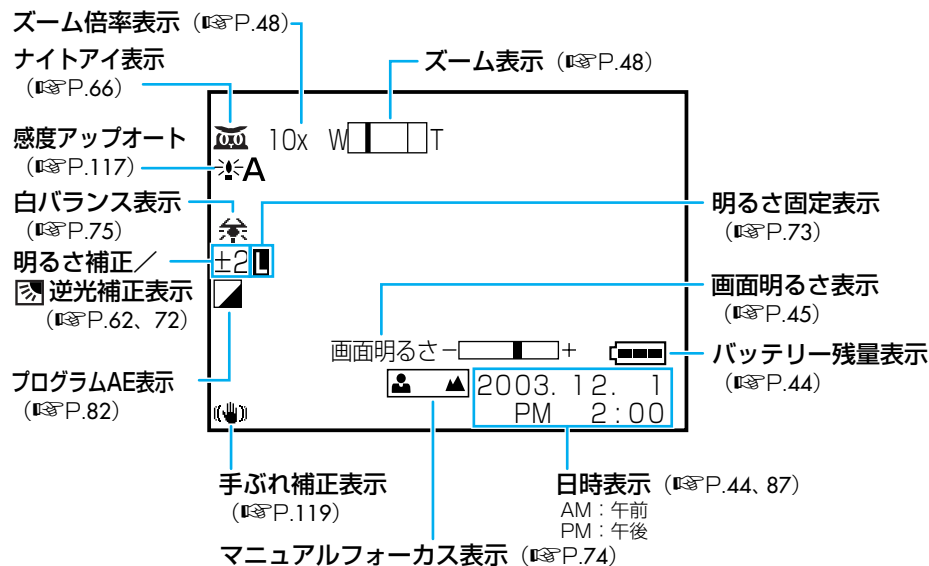 ズーム倍率表示（☞P.48）
ナイトアイ表示
（☞P.66）
ズーム表示（☞P.48）
感度アップオート
（☞P.117）
10x W T
A
白バランス表示
（☞P.75）
明るさ固定表示
（☞P.73）
明るさ補正／
逆光補正表示
（☞P.62、72）
±2 L
画面明るさ表示
（☞P.45）
画面明るさ－ ＋
バッテリー残量表示
（☞P.44）
プログラムAE表示
（☞P.82）
2003. 12. 1
PM 2:00
手ぶれ補正表示
（☞P.119）
日時表示（☞P.44、87）
AM：午前
PM：午後
マニュアルフォーカス表示（☞P.74）